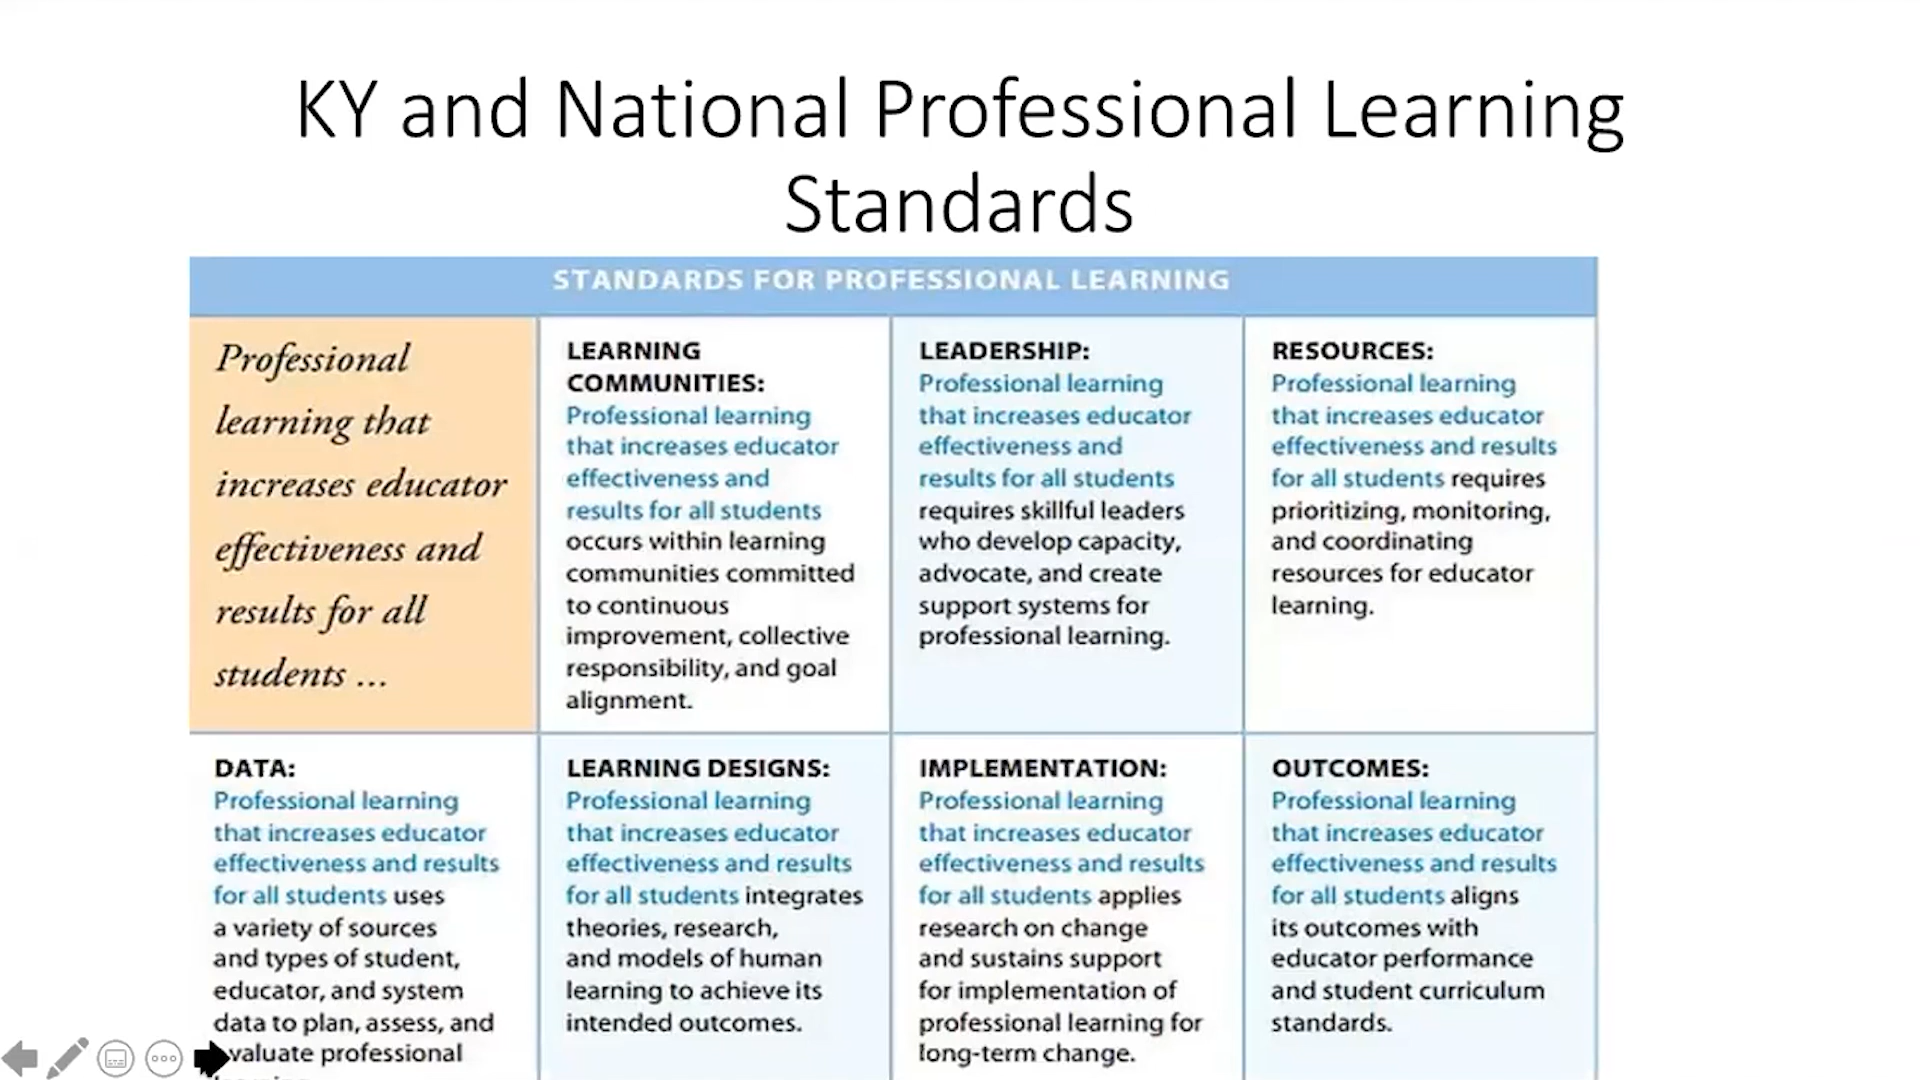 KY and National Professional Learning
Standards
STANDARDS FOR PROFESSIONAL LEARNING
Professional
learning that
increases educator
effectiveness and
results for all
students ...
LEARNING
COMMUNITIES:
Professional learning
that increases educator
effectiveness and
results for all students
occurs within learning
communities committed
to continuous
improvement, collective
responsibility, and goal
alignment.
LEADERSHIP:
Professional learning
that increases educator
effectiveness and
results for all students
requires skillful leaders
who develop capacity,
advocate, and create
support systems for
professional learning.
RESOURCES:
Professional learning
that increases educator
effectiveness and results
for all students requires
prioritizing, monitoring,
and coordinating
resources for educator
learning.
DATA:
Professional learning
that increases educator
effectiveness and results
for all students uses
a variety of sources
and types of student,
educator, and system
data to plan, assess, and
valuate professional
LEARNING DESIGNS:
Professional learning
that increases educator
effectiveness and results
for all students integrates
theories, research,
and models of human
learning to achieve its
intended outcomes.
IMPLEMENTATION:
Professional learning
that increases educator
effectiveness and results
for all students applies
research on change
and sustains support
for implementation of
professional learning for
long-term change.
OUTCOMES:
Professional learning
that increases educator
effectiveness and results
for all students aligns
its outcomes with
educator performance
and student curriculum
standards.